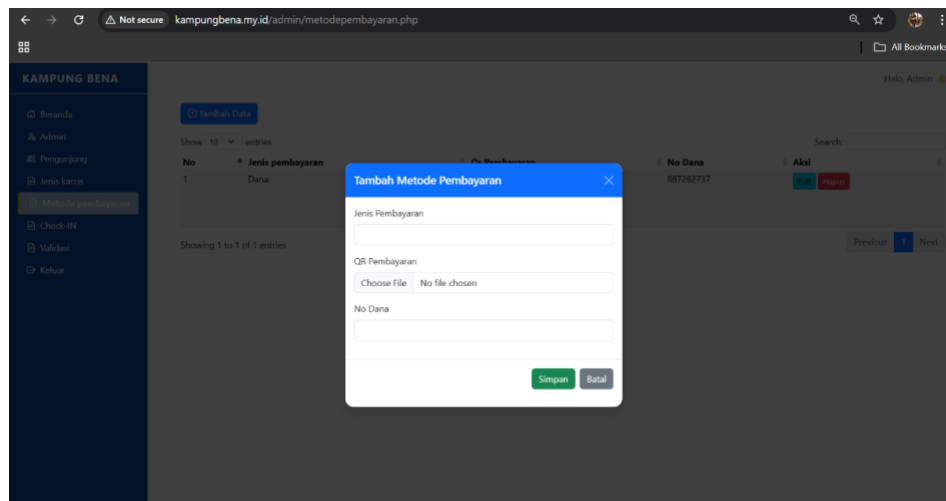 Not secure kampungbena.my.id/admin/metodepembayaran.php
All Bookmarks
KAMPUNG BENA
Halo, Admin
Beranda
Admin
Pengunjung
Jenis karcis
Metode pembayaran
Check-IN
Validasi
Keluar
Tambah Data
Show 10 entries
Search:
No Jenis pembayaran Qr Pembayaran No Dana Aksi
1 Dana 887282737 Edit Hapus
Showing 1 to 1 of 1 entries
Previous 1 Next
Tambah Metode Pembayaran
Jenis Pembayaran
QR Pembayaran
Choose File No file chosen
No Dana
Simpan Batal